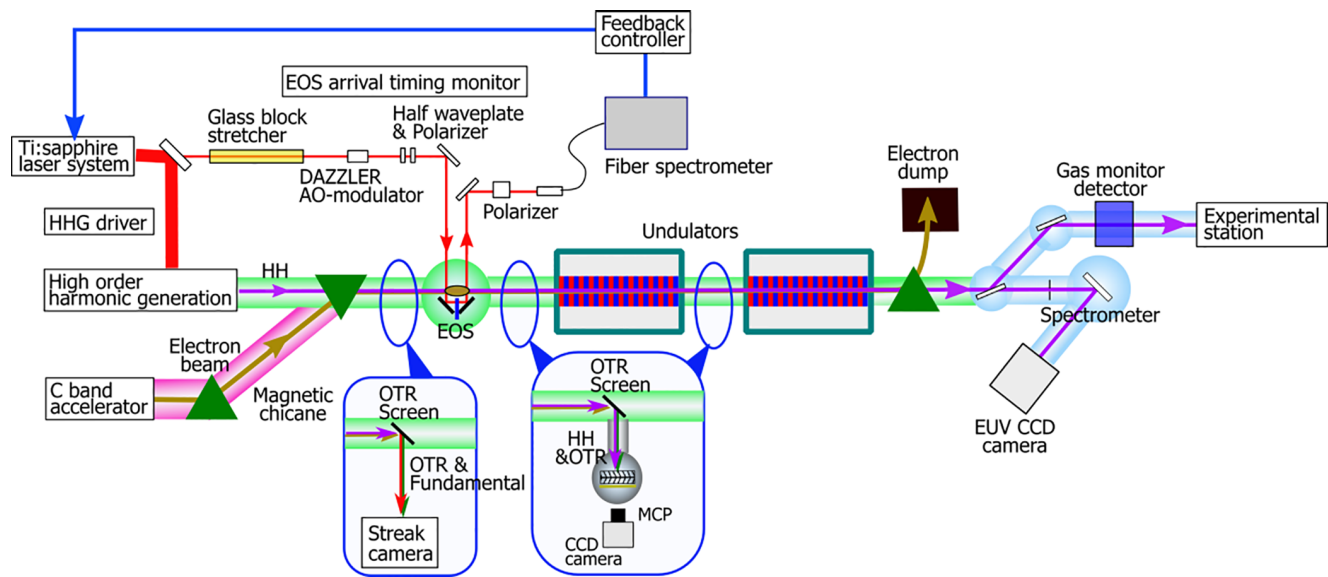 Feedback
controller
EOS arrival timing monitor
Glass block
stretcher
Half waveplate
& Polarizer
Ti:sapphire
laser system
DAZZLER
AO-modulator
Fiber spectrometer
Polarizer
Electron
dump
Gas monitor
detector
Experimental
station
HHG driver
Undulators
High order
harmonic generation
HH
EOS
Spectrometer
Electron
beam
C band
accelerator
Magnetic
chicane
OTR
Screen
OTR &
Fundamental
Streak
camera
OTR
Screen
HH
&OTR
MCP
CCD
camera
EUV CCD
camera